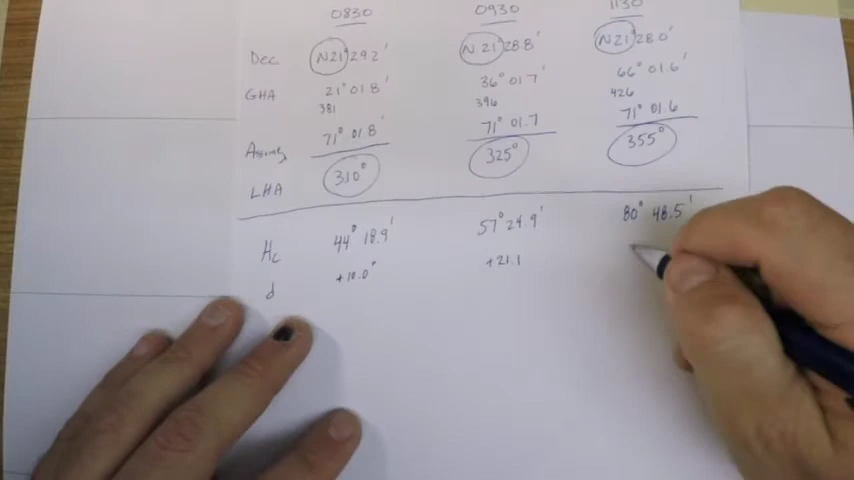 0830 0930 1130
Dec N21° 29.2' N 21° 28.8' N21° 28.0'
GHA 21° 01.8' 36° 01.7' 66° 01.6'
381 396 426
71° 01.8' 71° 01.7 71° 01.6
LHA 310° 325° 355°
Hc 44° 18.9' 57° 24.9' 80° 48.5'
d +10.0° +21.1